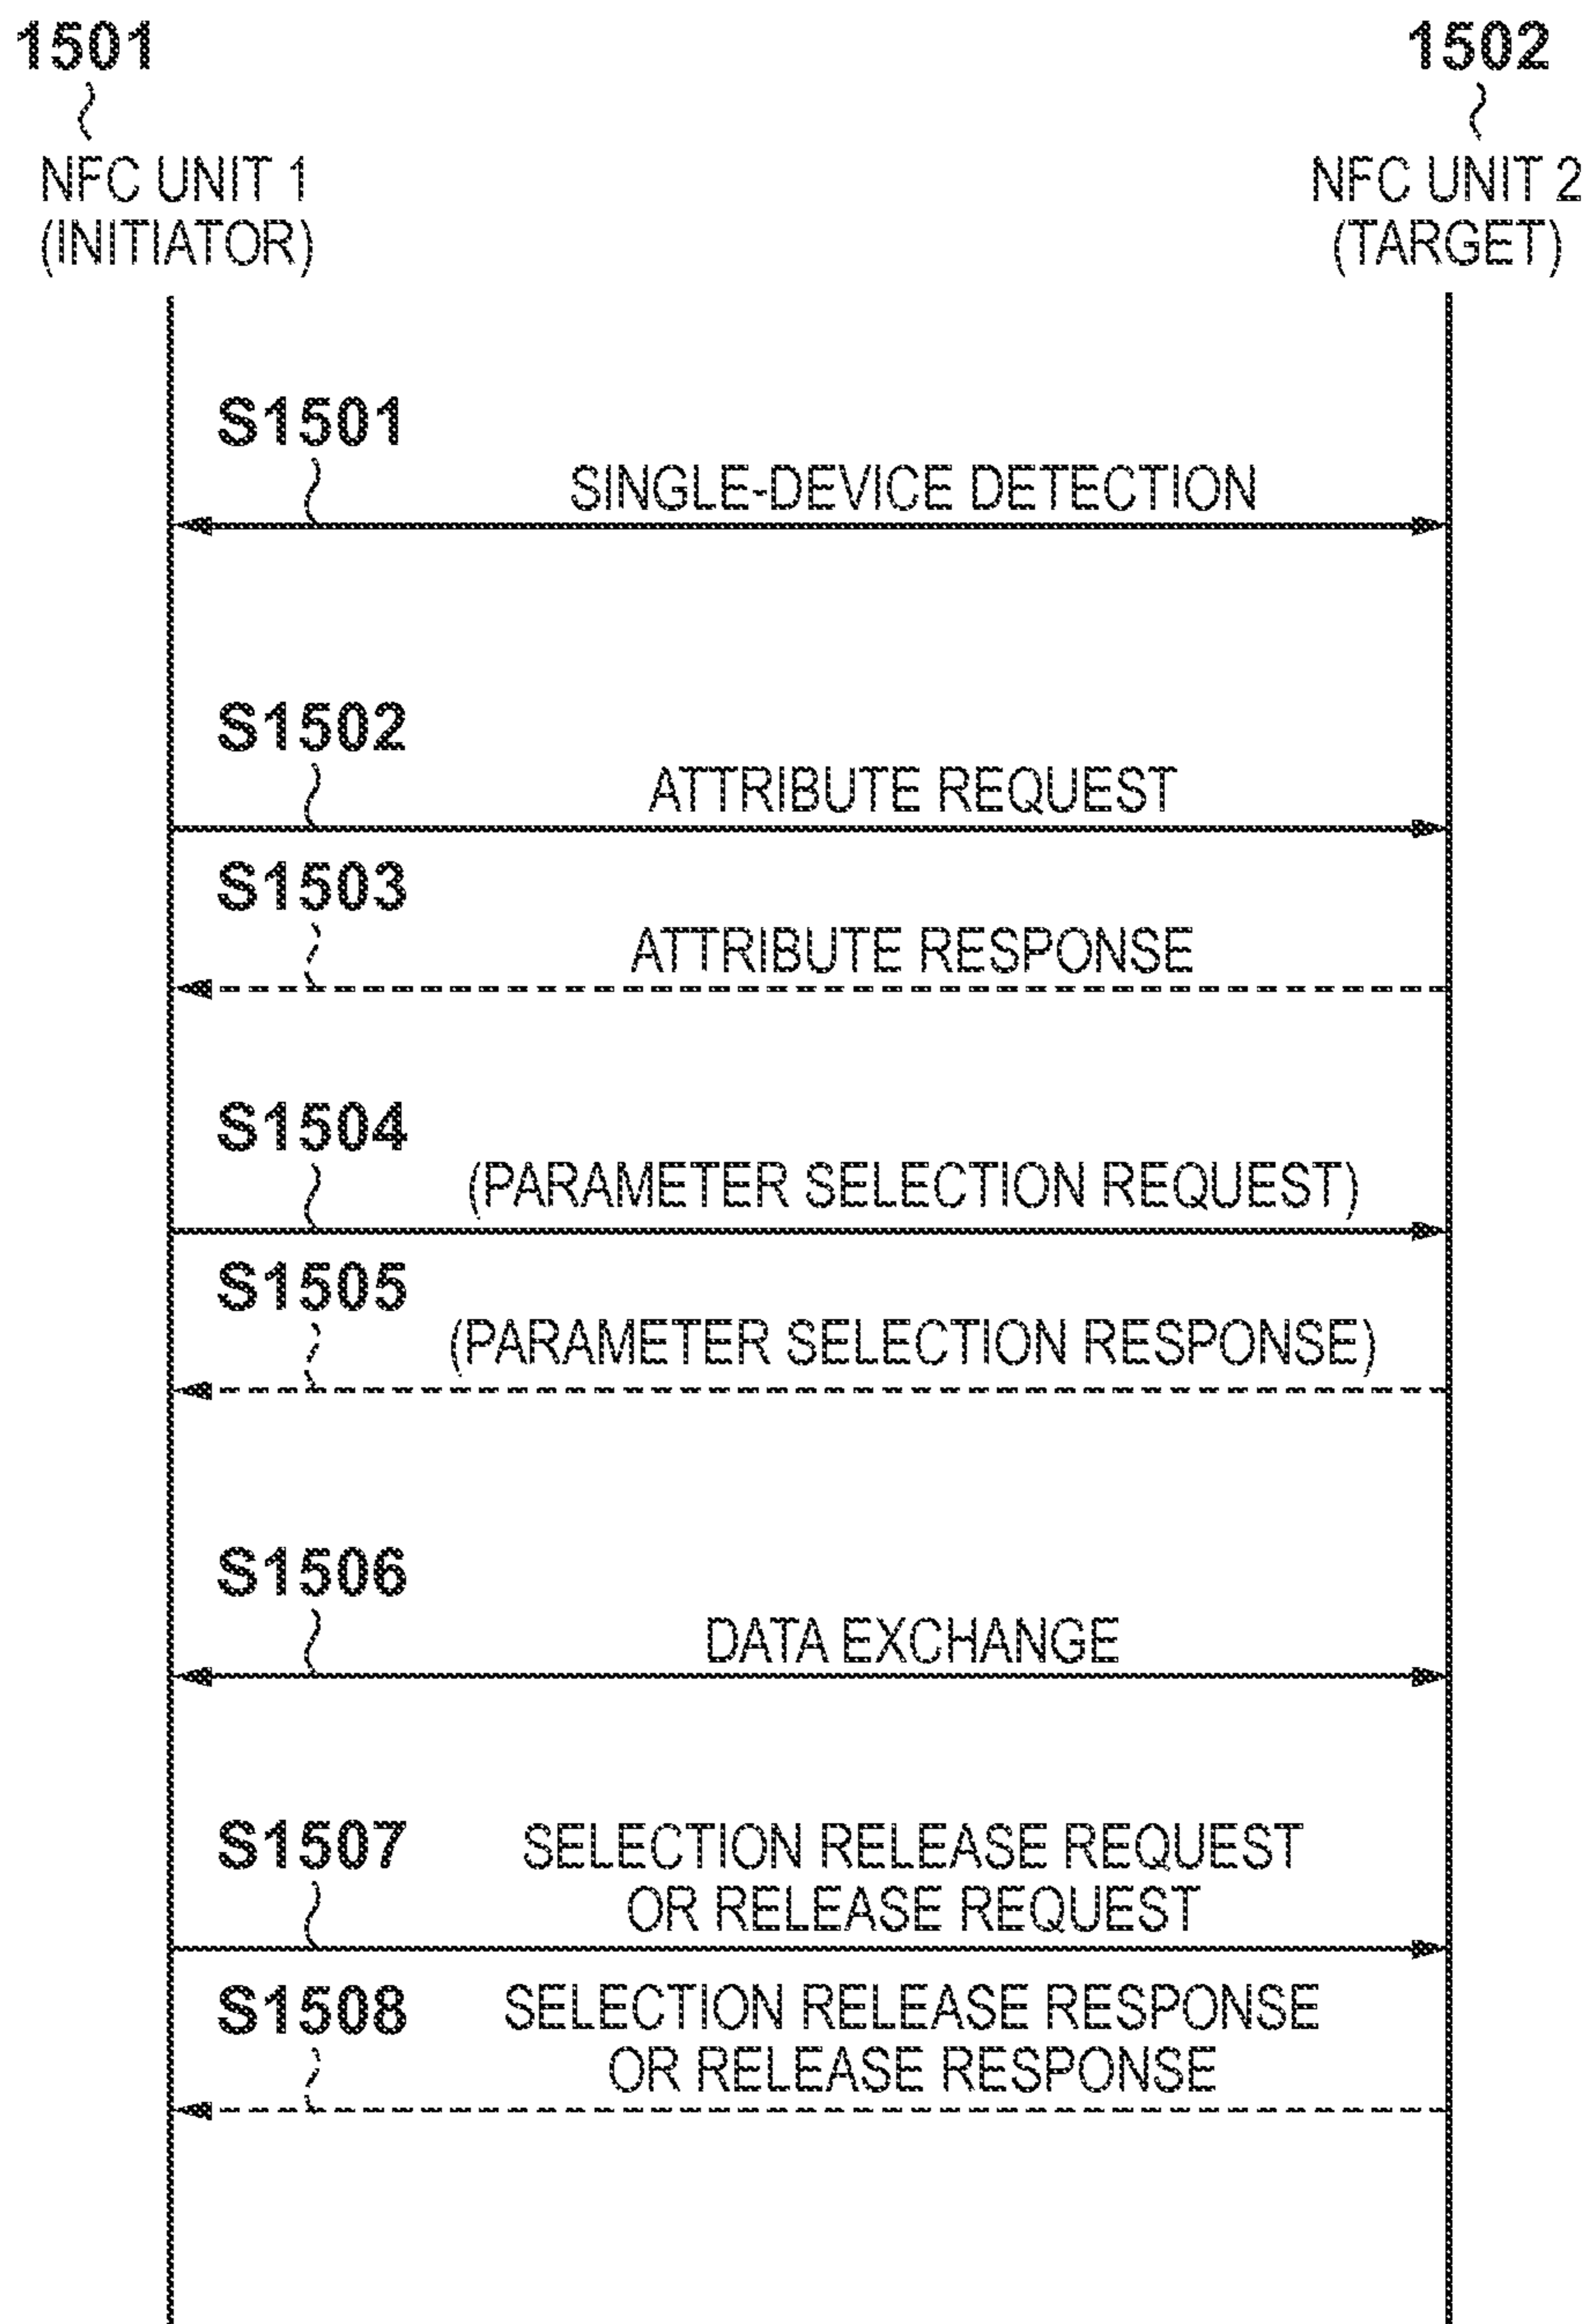 1501
1502
NFC UNIT 1
(INITIATOR)
NFC UNIT 2
(TARGET)
S1501
SINGLE-DEVICE DETECTION
S1502
ATTRIBUTE REQUEST
S1503
ATTRIBUTE RESPONSE
S1504
(PARAMETER SELECTION REQUEST)
S1505
(PARAMETER SELECTION RESPONSE)
S1506
DATA EXCHANGE
S1507
SELECTION RELEASE REQUEST
OR RELEASE REQUEST
S1508
SELECTION RELEASE RESPONSE
OR RELEASE RESPONSE